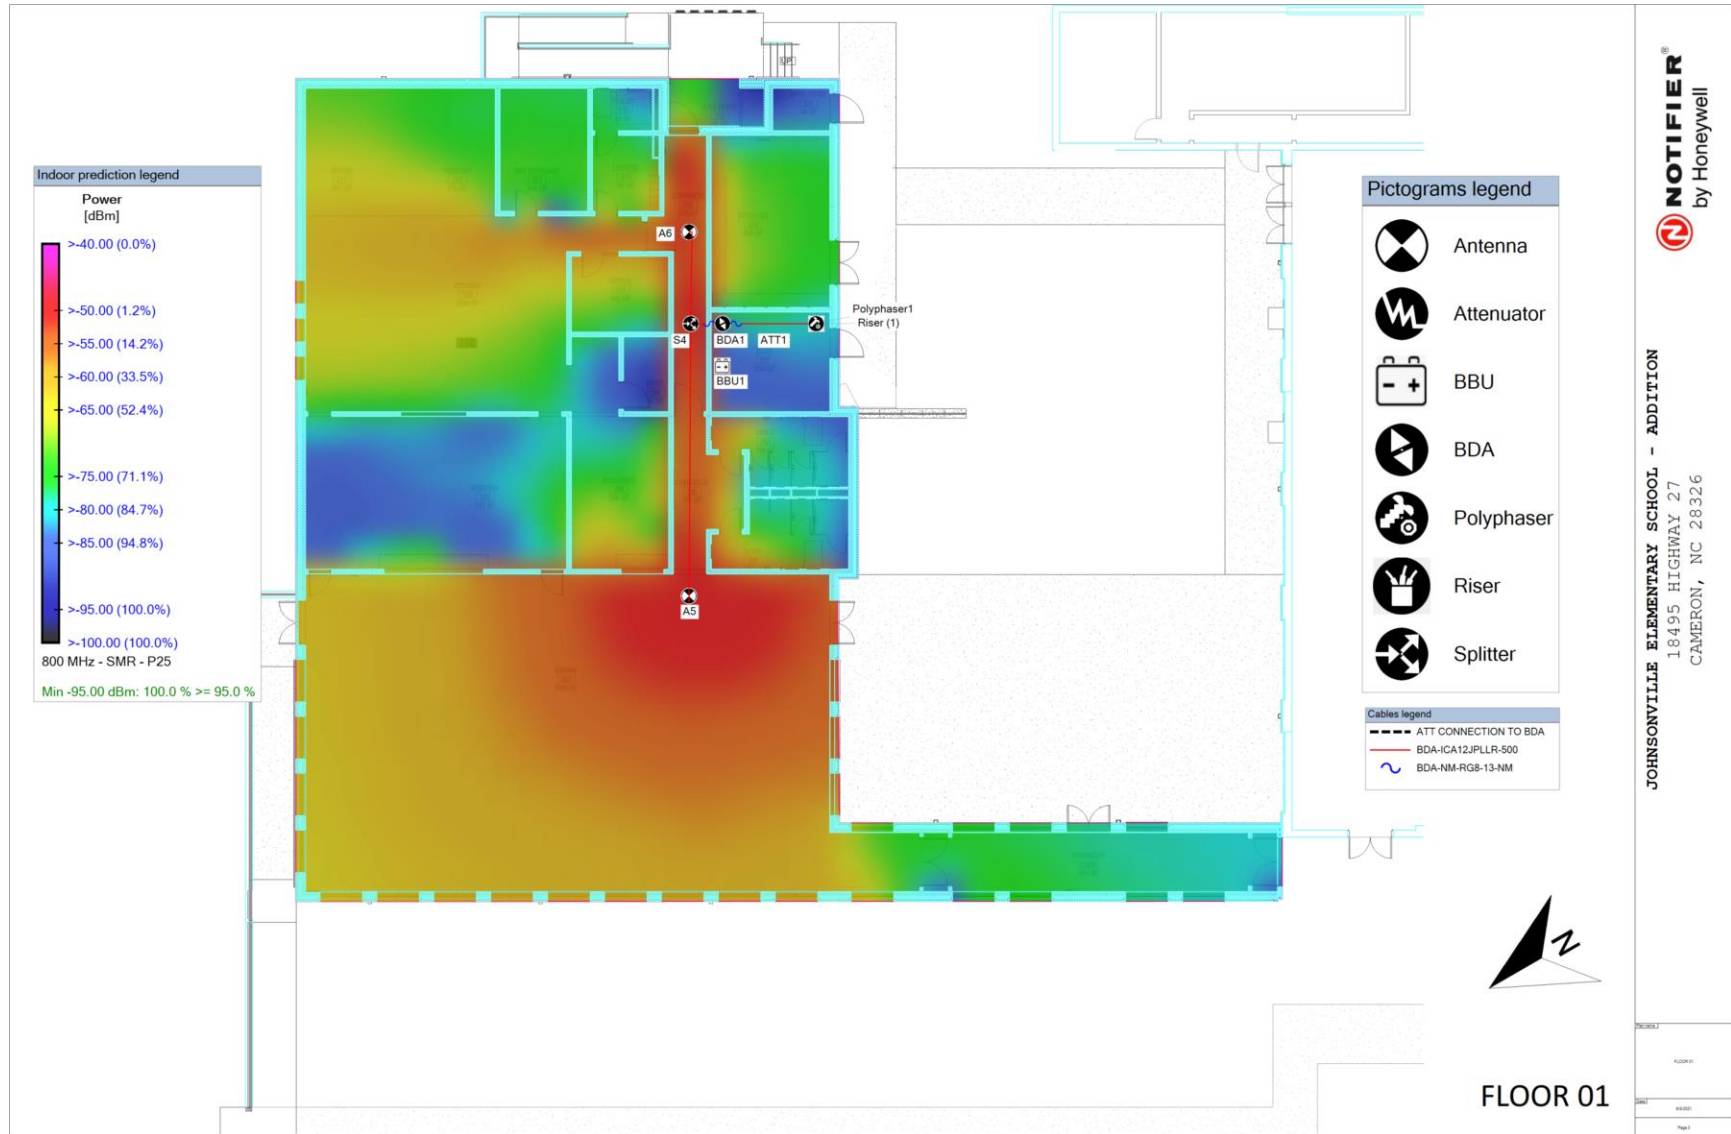 Indoor prediction legend
Power
[dBm]
>-40.00 (0.0%)
>-50.00 (1.2%)
>-55.00 (14.2%)
>-60.00 (33.5%)
>-65.00 (52.4%)
>-75.00 (71.1%)
>-80.00 (84.7%)
>-85.00 (94.8%)
>-95.00 (100.0%)
>-100.00 (100.0%)
800 MHz - SMR - P25
Min -95.00 dBm: 100.0 % >= 95.0 %
UP
A6
Polyphaser1
Riser (1)
S4
BDA1
ATT1
BBU1
A5
Pictograms legend
Antenna
Attenuator
BBU
BDA
Polyphaser
Riser
Splitter
Cables legend
ATT CONNECTION TO BDA
BDA-ICA12JPLLR-500
BDA-NM-RG8-13-NM
N
FLOOR 01
NOTIFIER®
by Honeywell
JOHNSONVILLE ELEMENTARY SCHOOL - ADDITION
18495 HIGHWAY 27
CAMERON, NC 28326
FLOOR 01
Page 3